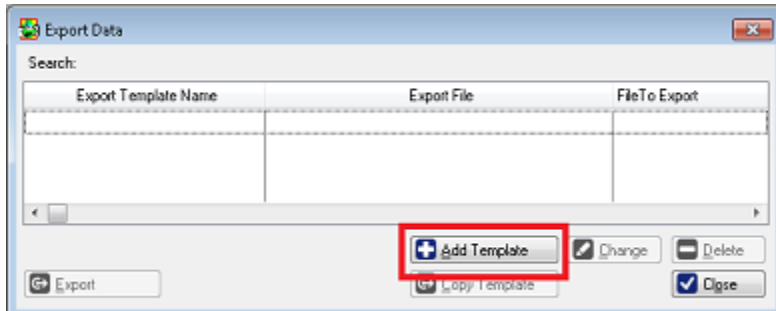 Export Data
Search:
Export Template Name Export File FileTo Export
Add Template Change Delete
Export Copy Template Close